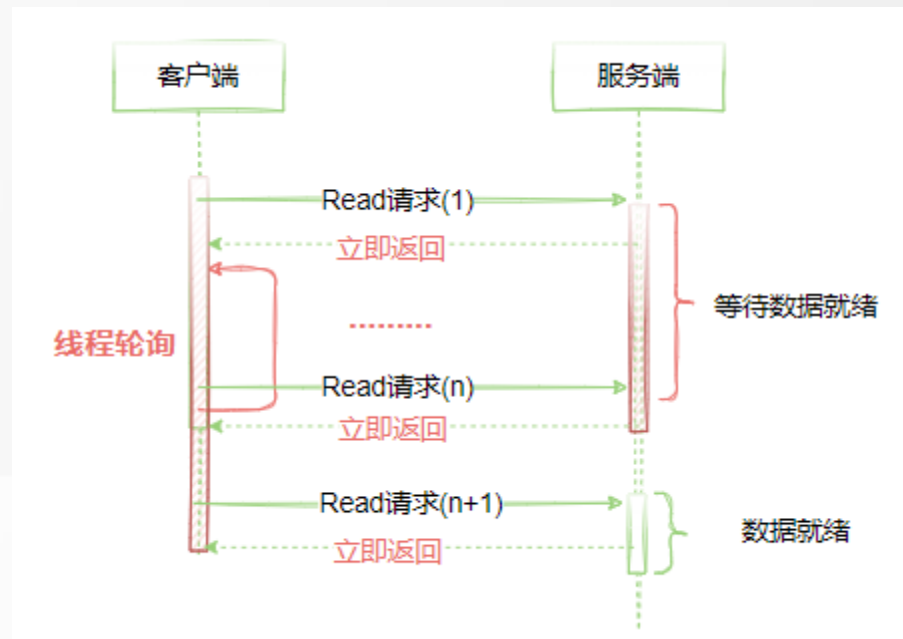 客户端
服务端
Read请求(1)
立即返回
等待数据就绪
.........
线程轮询
Read请求(n)
立即返回
Read请求(n+1)
数据就绪
立即返回